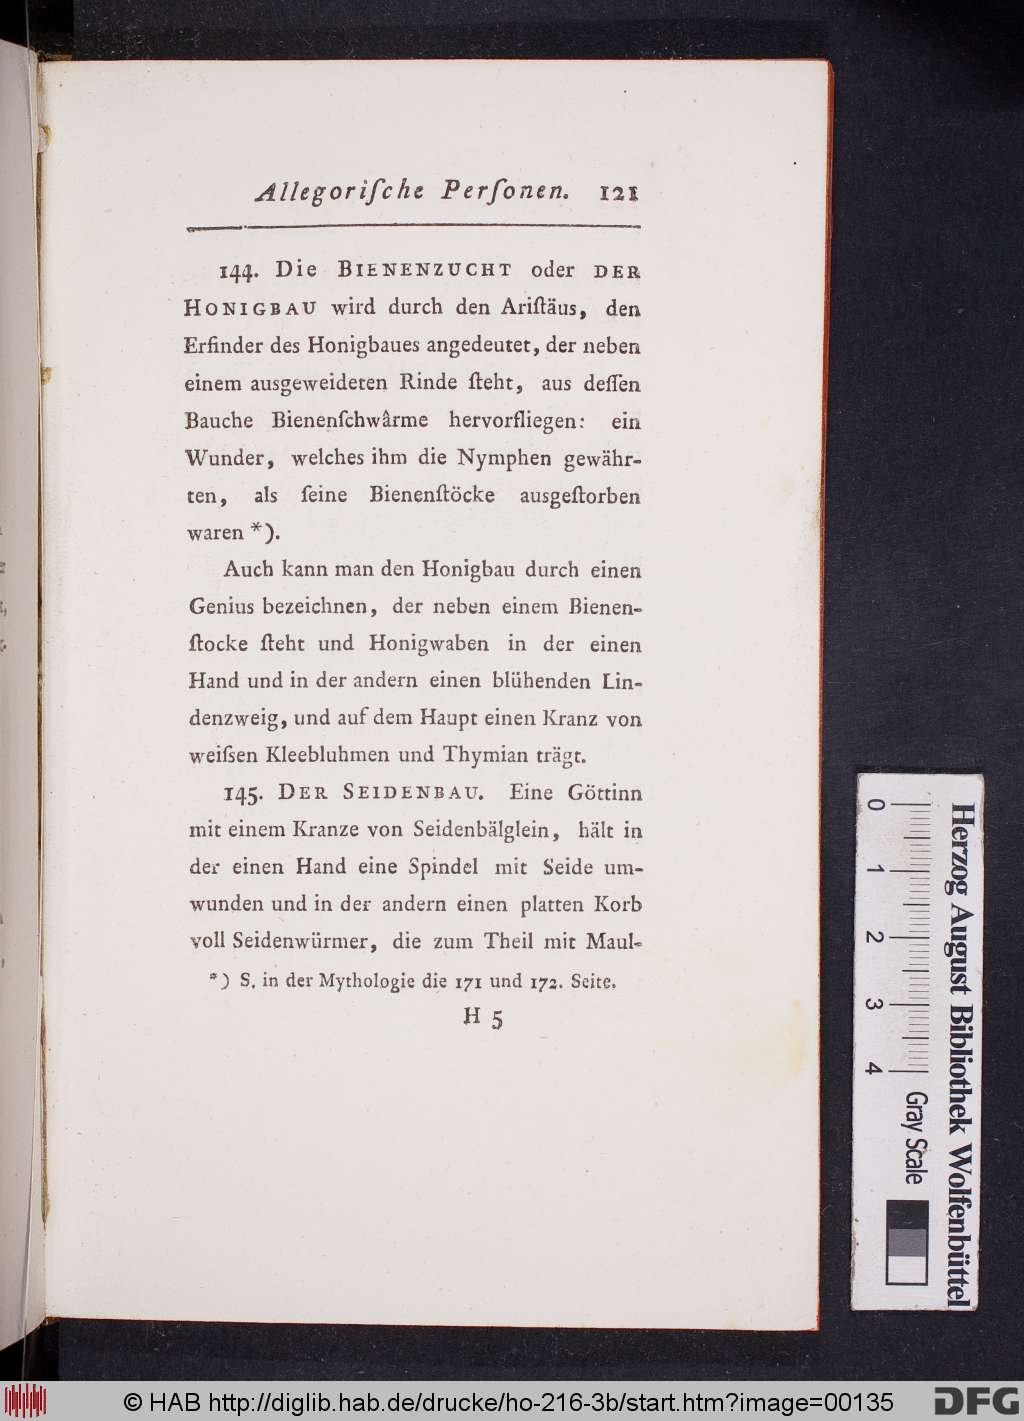 Allegoriſche Perſonen. 121
144. Die BIENENZUCHT oder DER
HONIGBAU wird durch den Ariſtäus, den
Erfinder des Honigbaues angedeutet, der neben
einem ausgeweideten Rinde ſteht, aus deſſen
Bauche Bienenſchwârme hervorfliegen: ein
Wunder, welches ihm die Nymphen gewähr-
ten, als ſeine Bienenſtöcke ausgeſtorben
waren *).
Auch kann man den Honigbau durch einen
Genius bezeichnen, der neben einem Bienen-
ſtocke ſteht und Honigwaben in der einen
Hand und in der andern einen blühenden Lin-
denzweig, und auf dem Haupt einen Kranz von
weiſsen Kleebluhmen und Thymian trägt.
145. DER SEIDENBAU. Eine Göttinn
mit einem Kranze von Seidenbälglein, hält in
der einen Hand eine Spindel mit Seide um-
wunden und in der andern einen platten Korb
voll Seidenwürmer, die zum Theil mit Maul-
*) S. in der Mythologie die 171 und 172. Seite.
H 5
0 1 2 3 4 Gray Scale
Herzog August Bibliothek Wolfenbüttel
© HAB http://diglib.hab.de/drucke/ho-216-3b/start.htm?image=00135
DFG